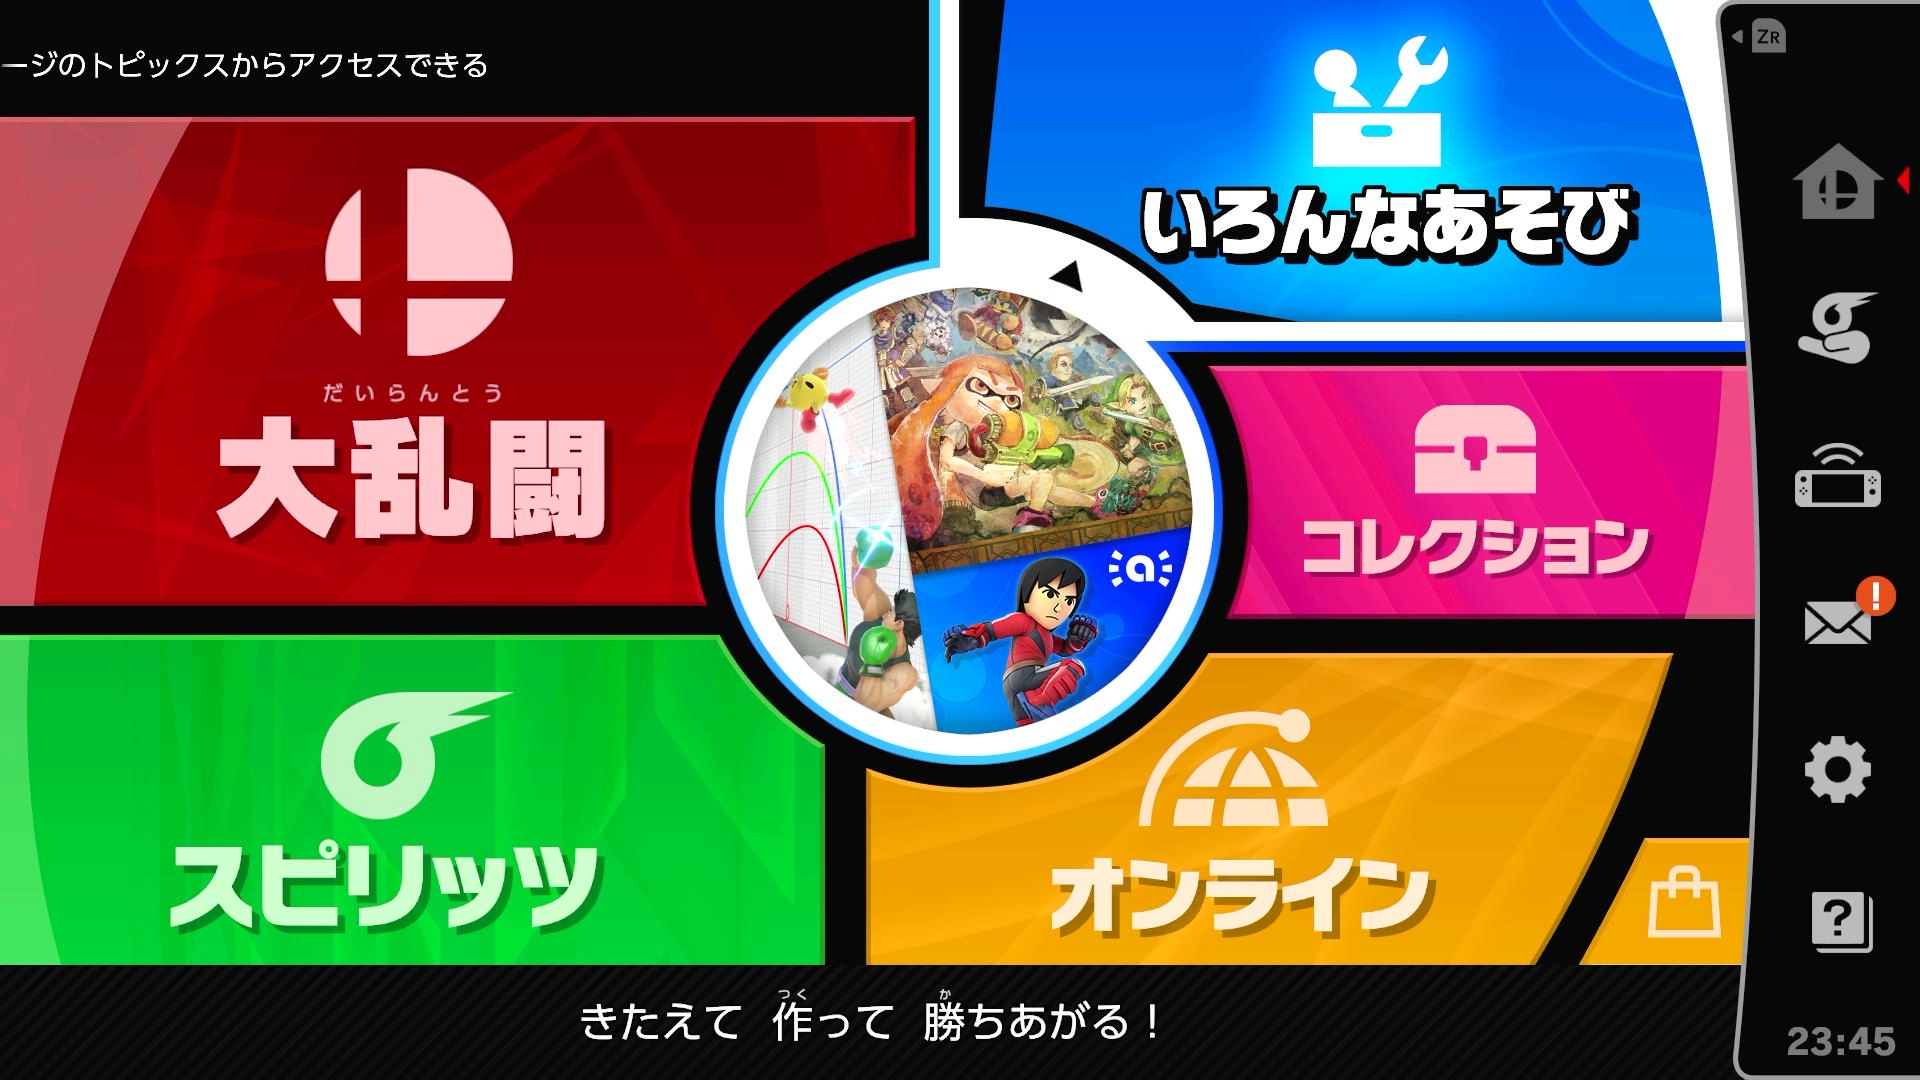 ージのトピックスからアクセスできる
ZR
いろんなあそび
だいらんとう
大乱闘
コレクション
a
!
スピリッツ
オンライン
?
つく か
きたえて 作って 勝ちあがる！
23:45